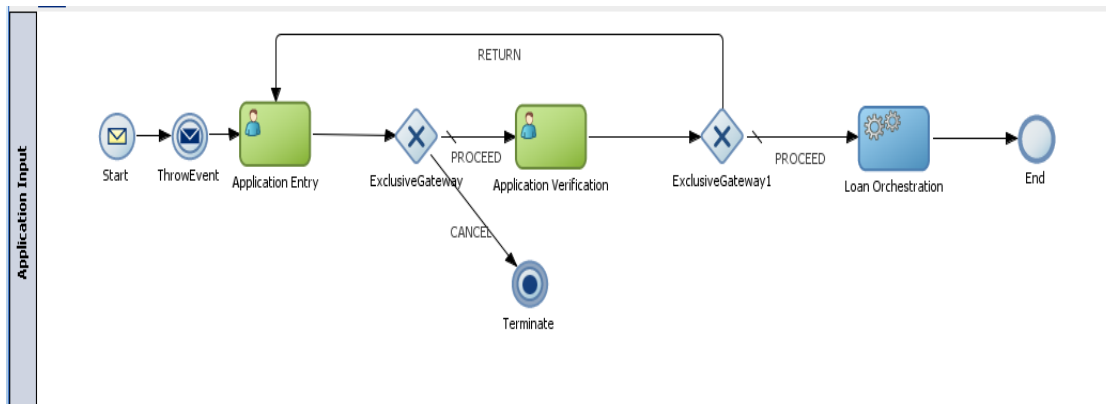 Application Input
RETURN
Start
ThrowEvent
Application Entry
ExclusiveGateway
PROCEED
Application Verification
ExclusiveGateway1
PROCEED
Loan Orchestration
End
CANCEL
Terminate